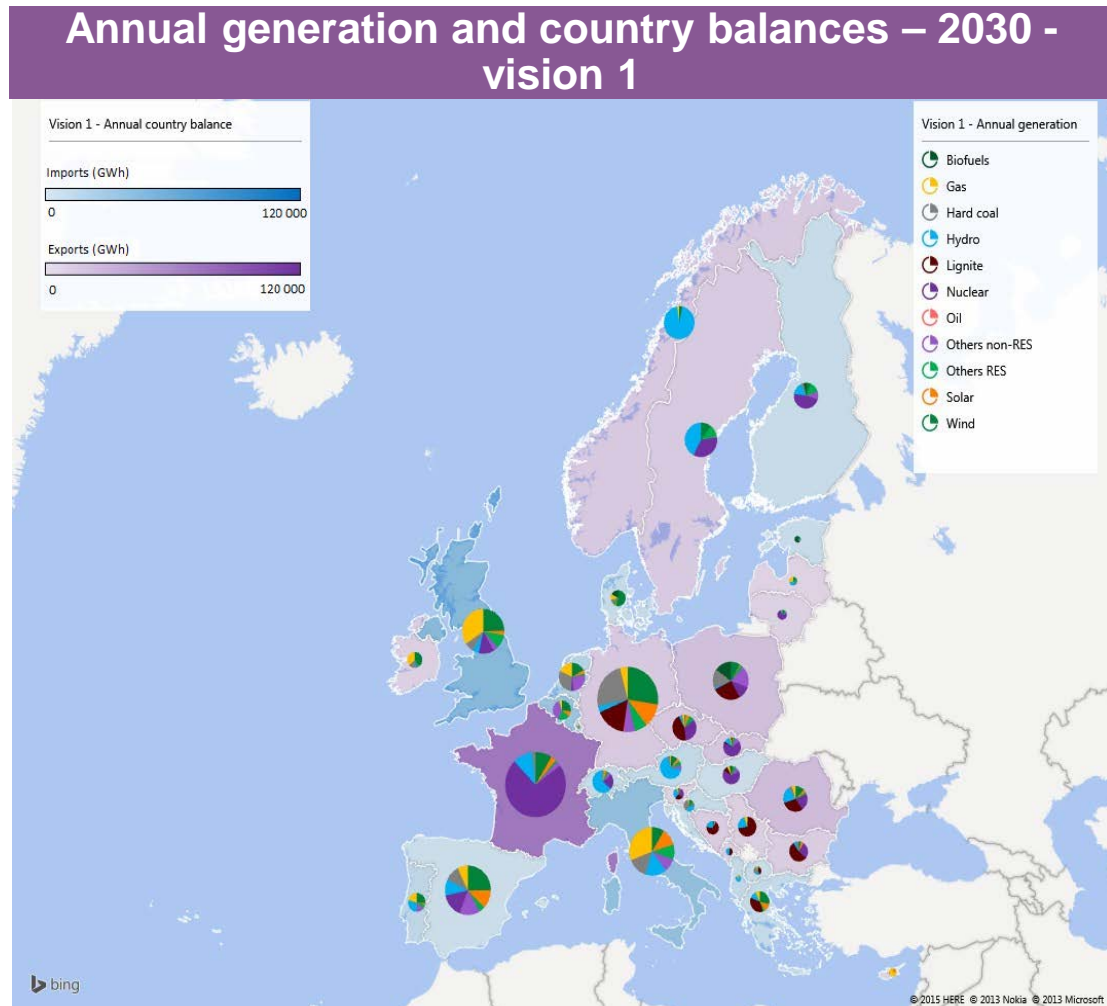 Annual generation and country balances – 2030 -
vision 1
Vision 1 - Annual country balance
Imports (GWh)
0 120 000
Exports (GWh)
0 120 000
Vision 1 - Annual generation
Biofuels
Gas
Hard coal
Hydro
Lignite
Nuclear
Oil
Others non-RES
Others RES
Solar
Wind
bing
© 2015 HERE © 2013 Nokia © 2013 Microsoft